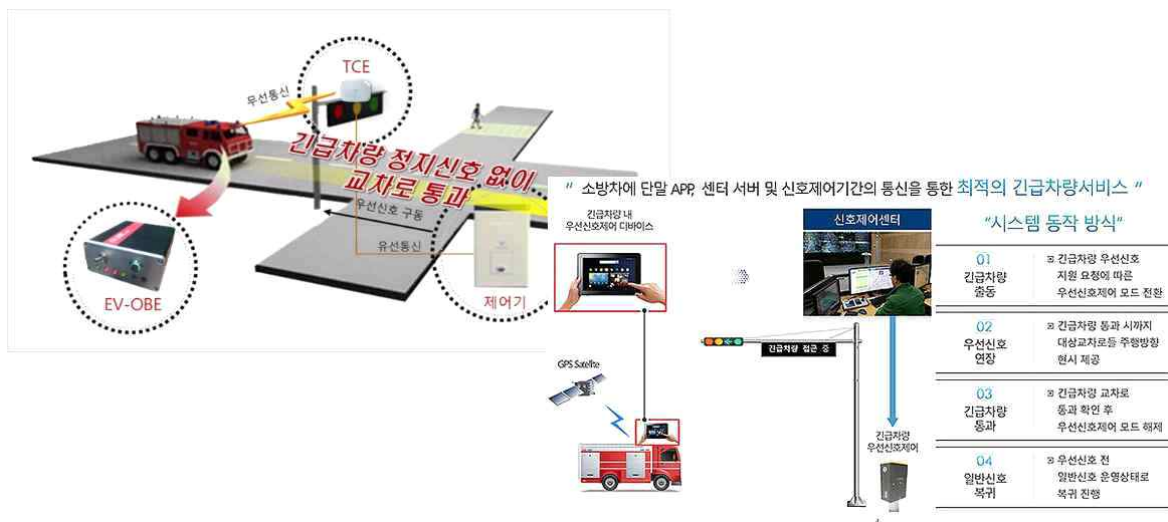 TCE
무선통신
긴급차량 정지신호 없이
교차로 통과
우선신호 구동
유선통신
EV-OBE
제어기
" 소방차에 단말 APP, 센터 서버 및 신호제어기간의 통신을 통한 최적의 긴급차량서비스 "
긴급차량 내
우선신호제어 디바이스
신호제어센터
긴급차량 접근 중
GPS Satellite
긴급차량
우선신호제어
"시스템 동작 방식"
01
긴급차량
출동
긴급차량 우선신호
지원 요청에 따른
우선신호제어 모드 전환
02
우선신호
연장
긴급차량 통과 시까지
대상교차로들 주행방향
현시 제공
03
긴급차량
통과
긴급차량 교차로
통과 확인 후
우선신호제어 모드 해제
04
일반신호
복귀
우선신호 전
일반신호 운영상태로
복귀 진행